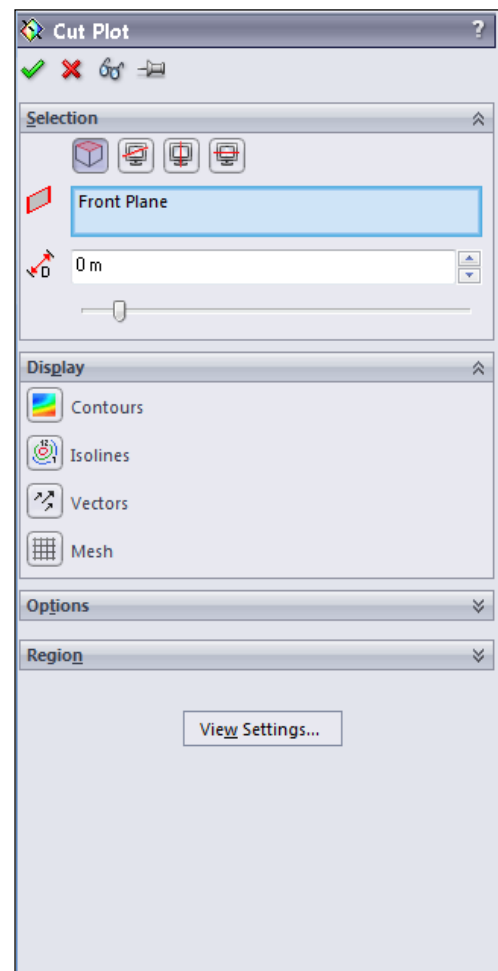 Cut Plot ?
Selection
Front Plane
D 0 m
Display
Contours
Isolines
Vectors
Mesh
Options
Region
View Settings...